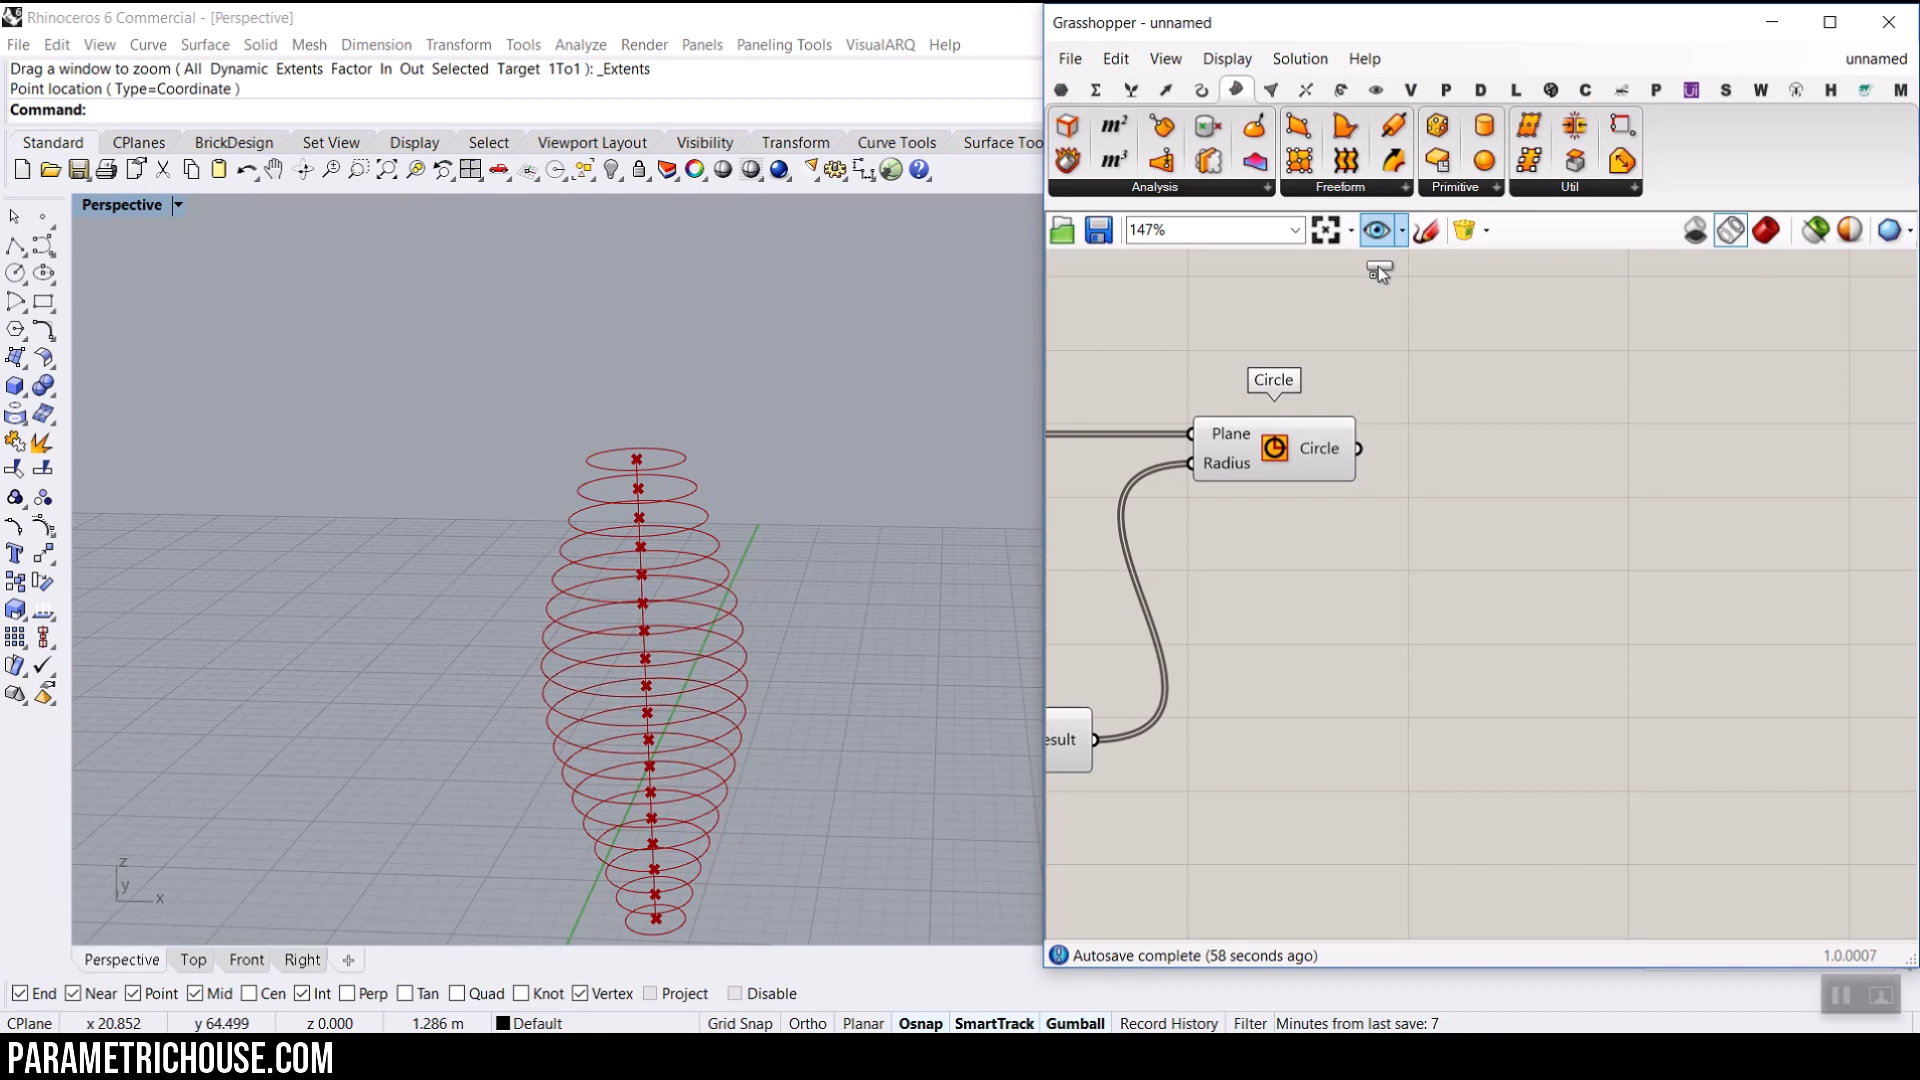 Rhinoceros 6 Commercial - [Perspective]
File Edit View Curve Surface Solid Mesh Dimension Transform Tools Analyze Render Panels Paneling Tools VisualARQ Help
Drag a window to zoom ( All Dynamic Extents Factor In Out Selected Target 1To1 ): _Extents
Point location ( Type=Coordinate )
Command:
Standard CPlanes BrickDesign Set View Display Select Viewport Layout Visibility Transform Curve Tools Surface Too
Perspective
z
y
x
Perspective Top Front Right
End Near Point Mid Cen Int Perp Tan Quad Knot Vertex Project Disable
CPlane x 20.852 y 64.499 z 0.000 1.286 m Default Grid Snap Ortho Planar Osnap SmartTrack Gumball Record History Filter Minutes from last save: 7
PARAMETRICHOUSE.COM
Grasshopper - unnamed
File Edit View Display Solution Help unnamed
V P D L C P Ui S W H M
m²
m³
Analysis Freeform Primitive Util
147%
Circle
Plane
Radius
Circle
esult
Autosave complete (58 seconds ago) 1.0.0007